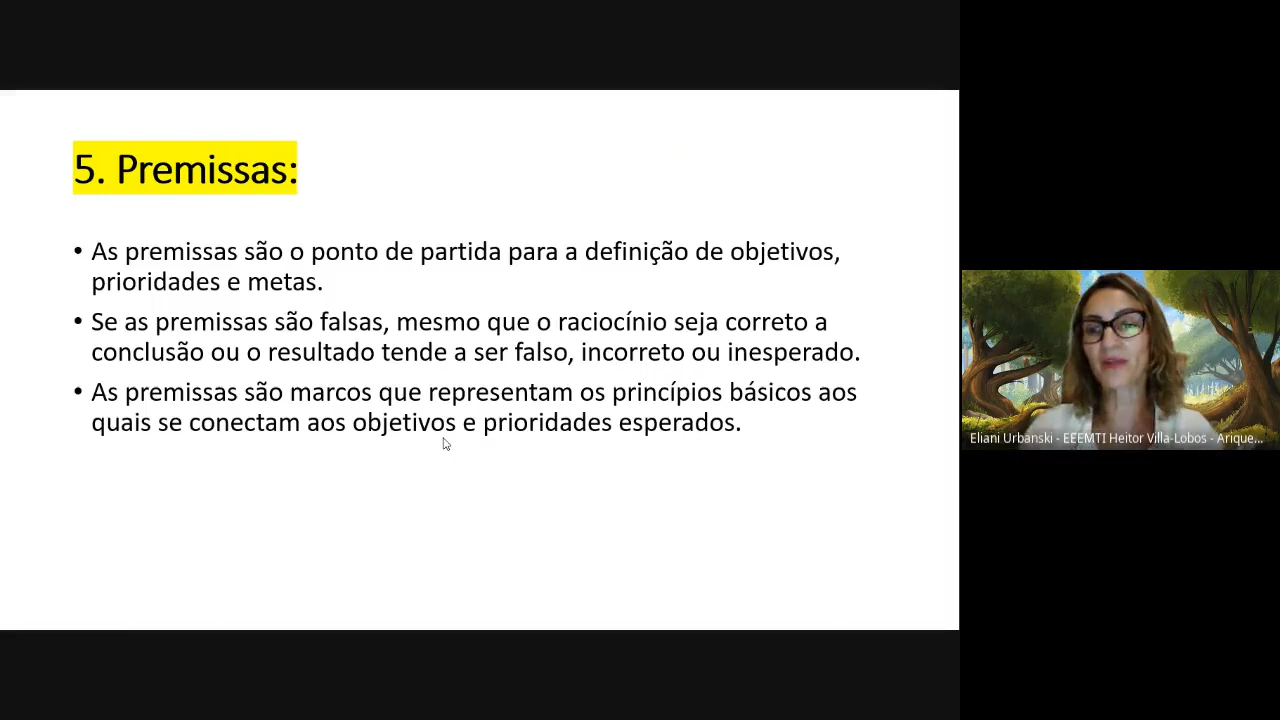 5. Premissas:
• As premissas são o ponto de partida para a definição de objetivos,
prioridades e metas.
• Se as premissas são falsas, mesmo que o raciocínio seja correto a
conclusão ou o resultado tende a ser falso, incorreto ou inesperado.
• As premissas são marcos que representam os princípios básicos aos
quais se conectam aos objetivos e prioridades esperados.
Eliani Urbanski - EEEMTI Heitor Villa-Lobos - Arique...